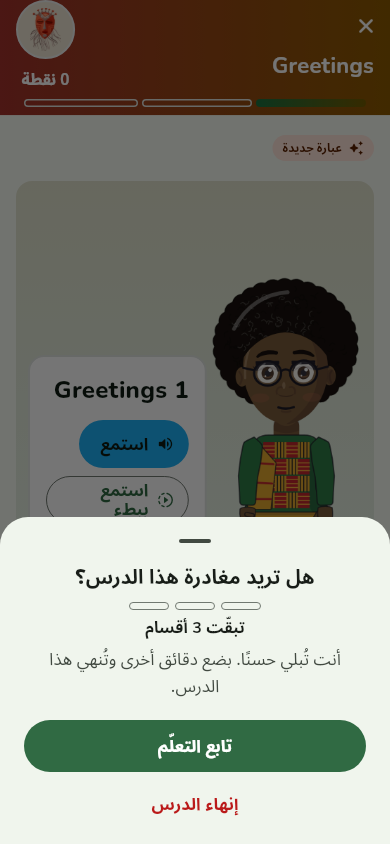 0 نقطة
Greetings
عبارة جديدة
Greetings 1
استمع
استمع
ببطء
هل تريد مغادرة هذا الدرس؟
تبقّت 3 أقسام
أنت تُبلي حسنًا. بضع دقائق أخرى وتُنهي هذا
الدرس.
تابع التعلّم
إنهاء الدرس